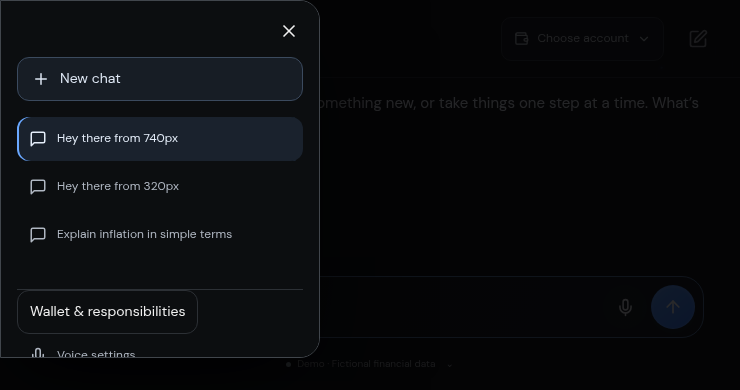 Choose account
New chat
omething new, or take things one step at a time. What's
Hey there from 740px
Hey there from 320px
Explain inflation in simple terms
Wallet & responsibilities
Voice settings
Demo · Fictional financial data